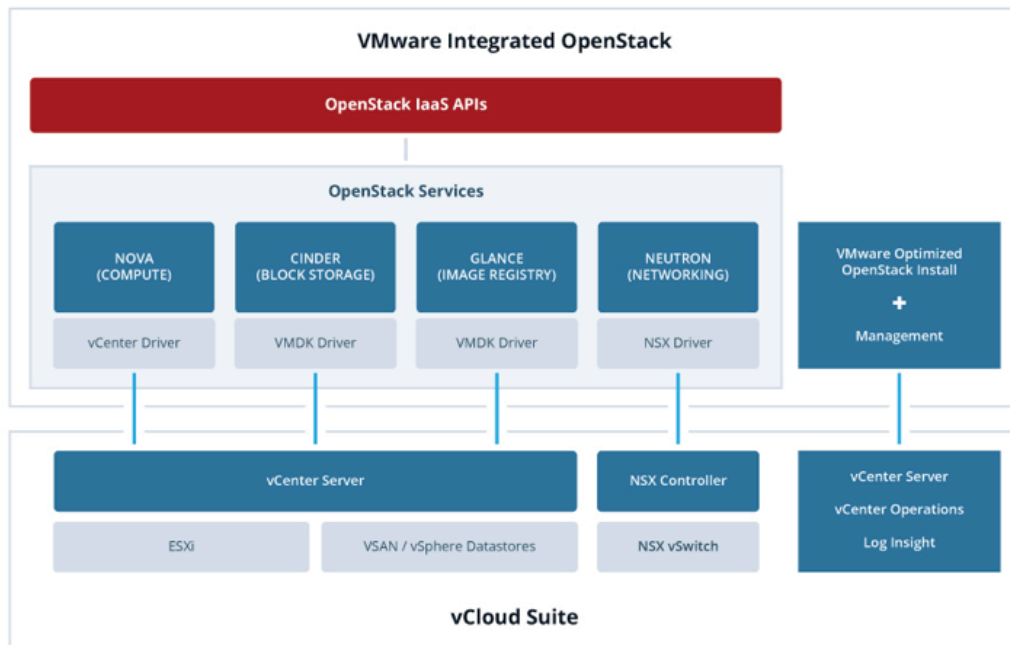 VMware Integrated OpenStack
OpenStack IaaS APIs
OpenStack Services
NOVA
(COMPUTE)
CINDER
(BLOCK STORAGE)
GLANCE
(IMAGE REGISTRY)
NEUTRON
(NETWORKING)
vCenter Driver
VMDK Driver
VMDK Driver
NSX Driver
VMware Optimized
OpenStack Install
+
Management
vCenter Server
ESXi
VSAN / vSphere Datastores
NSX Controller
NSX vSwitch
vCenter Server
vCenter Operations
Log Insight
vCloud Suite